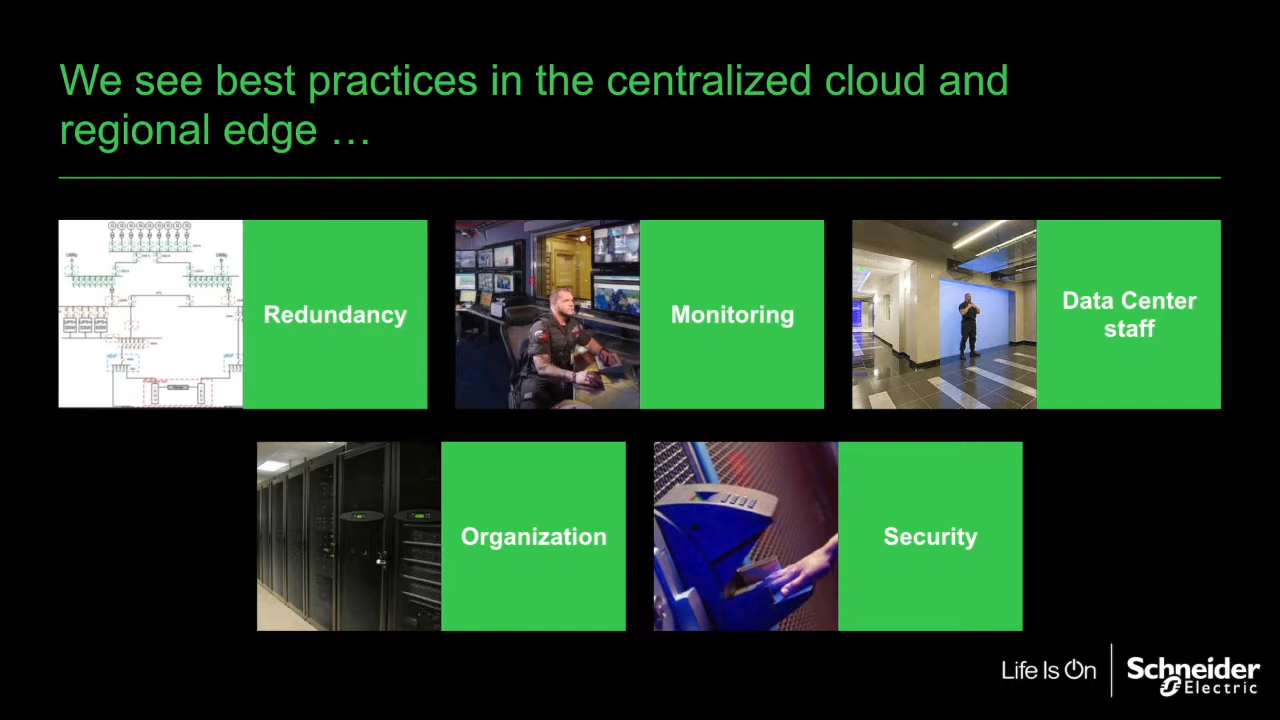 We see best practices in the centralized cloud and
regional edge …
Redundancy
Monitoring
Data Center
staff
Organization
Security
Life Is On
Schneider
Electric